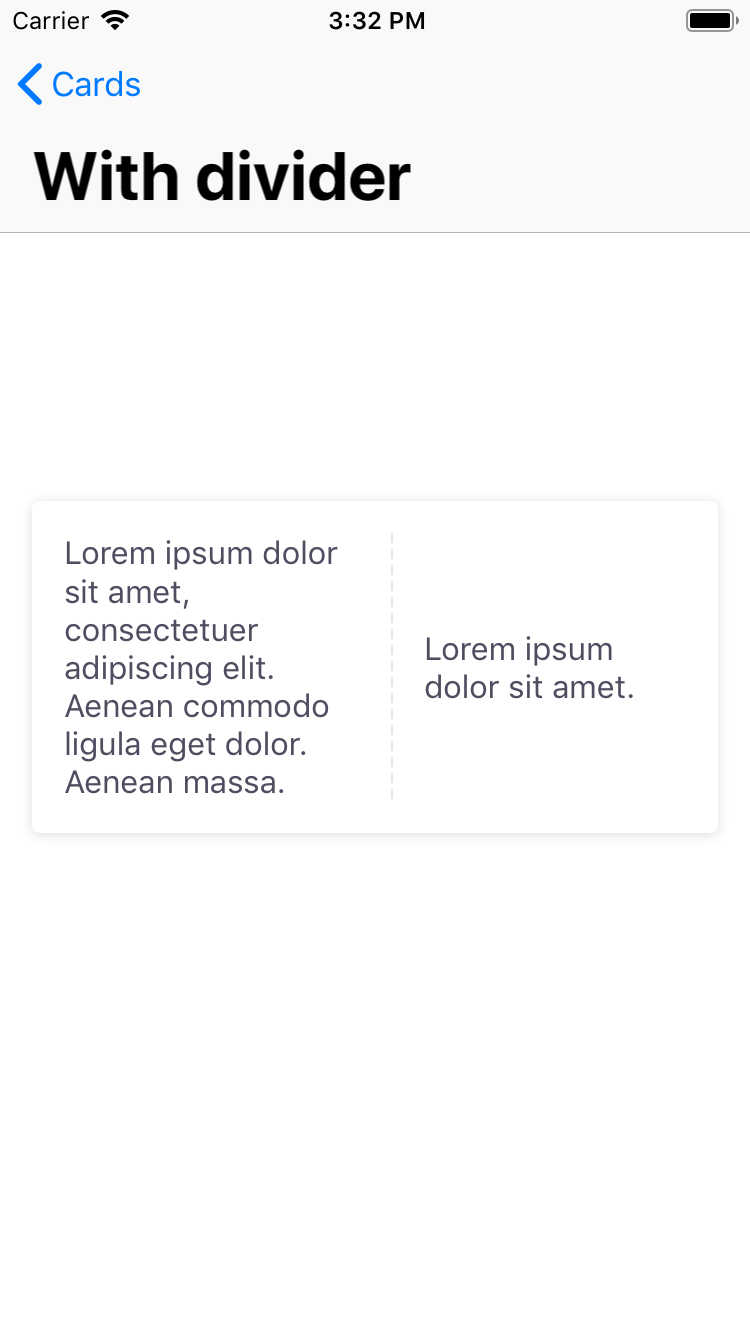 Carrier
3:32 PM
Cards
With divider
Lorem ipsum dolor
sit amet,
consectetuer
adipiscing elit.
Aenean commodo
ligula eget dolor.
Aenean massa.
Lorem ipsum
dolor sit amet.